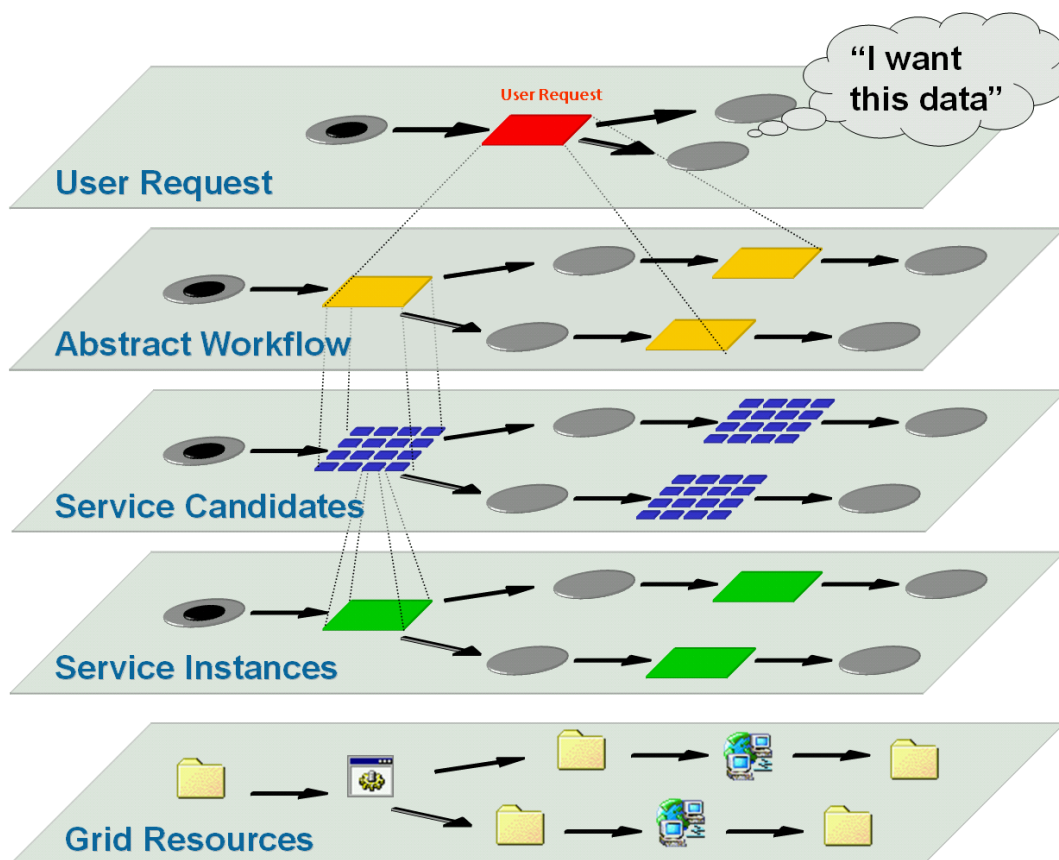 “I want
this data”
User Request
User Request
Abstract Workflow
Service Candidates
Service Instances
Grid Resources